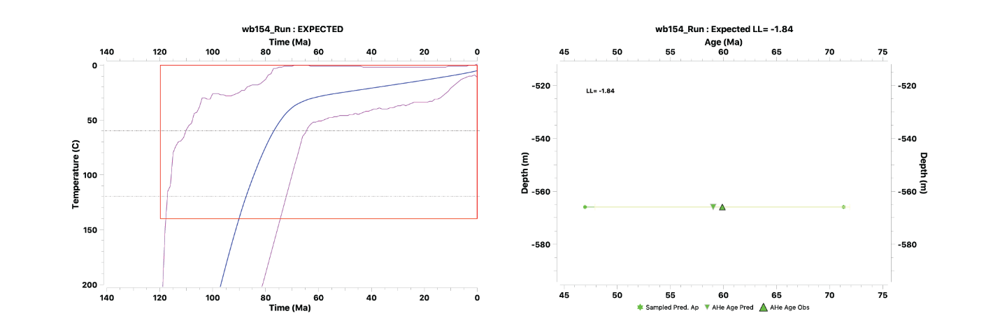 wb154_Run : EXPECTED
Time (Ma)
140 120 100 80 60 40 20 0
0
50
100
150
200
Temperature (C)
140 120 100 80 60 40 20 0
Time (Ma)
wb154_Run : Expected LL= -1.84
Age (Ma)
45 50 55 60 65 70 75
LL= -1.84
-520 -520
-540 -540
-560 -560
-580 -580
Depth (m)
Depth (m)
45 50 55 60 65 70 75
Sampled Pred. Ap AHe Age Pred AHe Age Obs